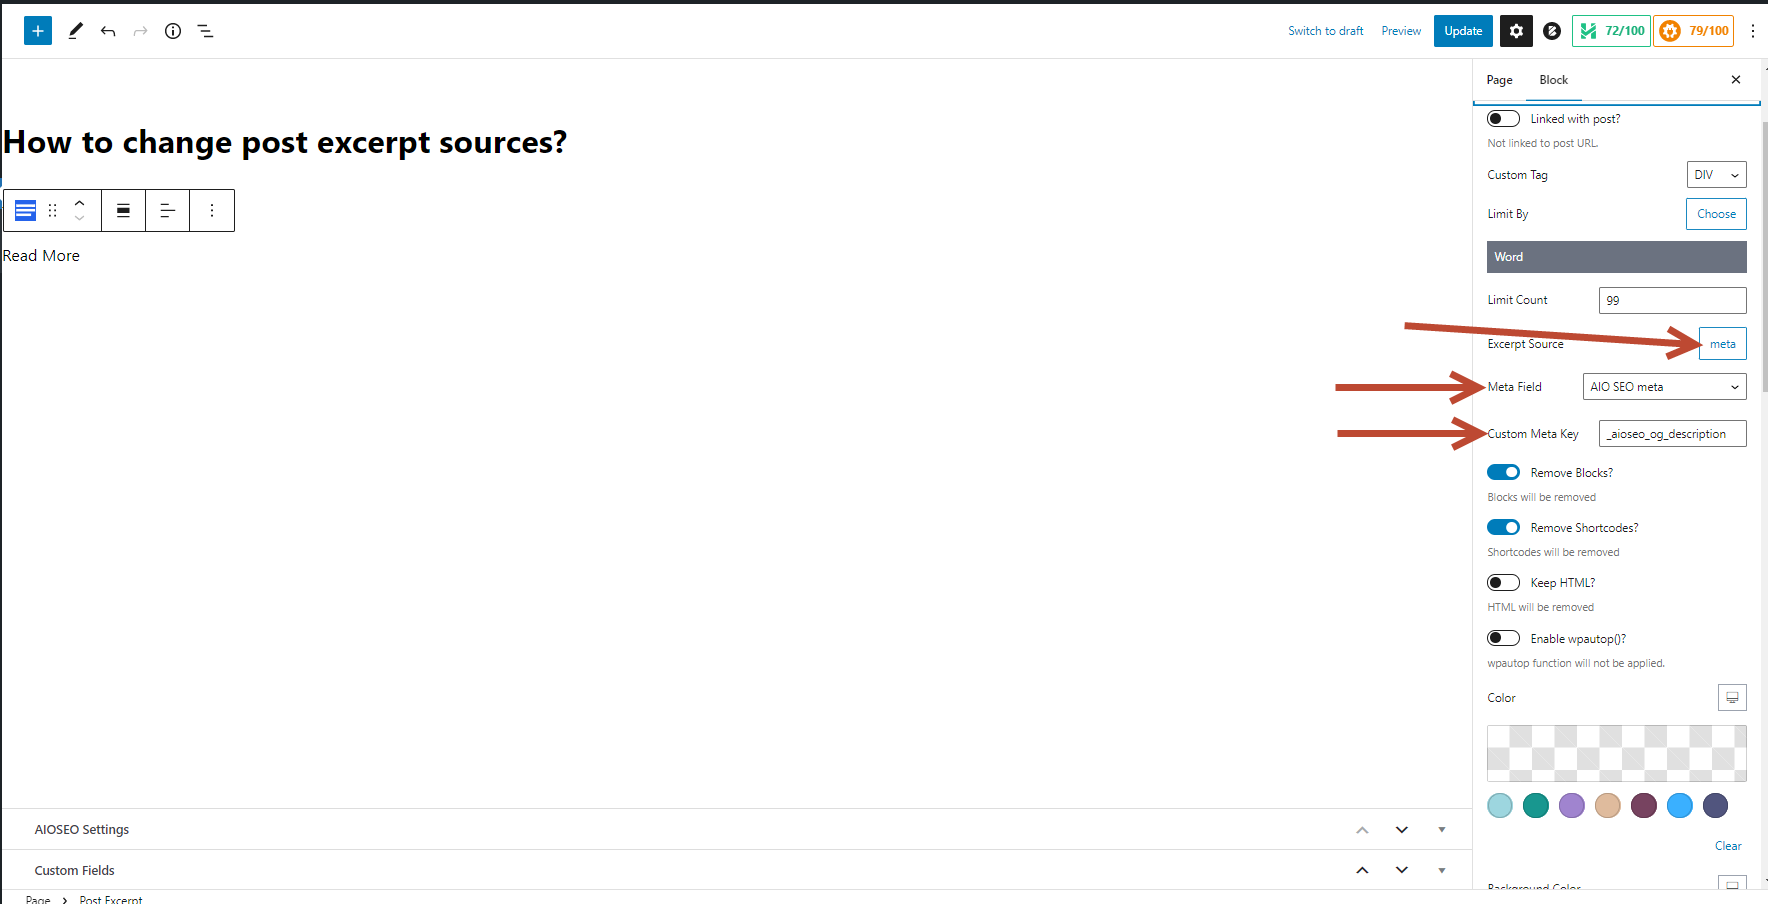 Switch to draft Preview Update 72/100 79/100
Page Block
Linked with post?
Not linked to post URL.
How to change post excerpt sources?
Custom Tag DIV
Limit By Choose
Read More
Word
Limit Count 99
Excerpt Source meta
Meta Field AIO SEO meta
Custom Meta Key _aioseo_og_description
Remove Blocks?
Blocks will be removed
Remove Shortcodes?
Shortcodes will be removed
Keep HTML?
HTML will be removed
Enable wpautop()?
wpautop function will not be applied.
Color
Clear
AIOSEO Settings
Custom Fields
Background Color
Page > Post Excerpt